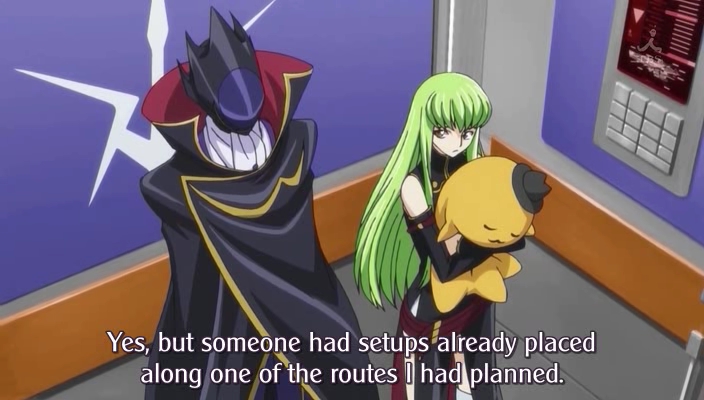 Yes, but someone had setups already placed
along one of the routes I had planned.